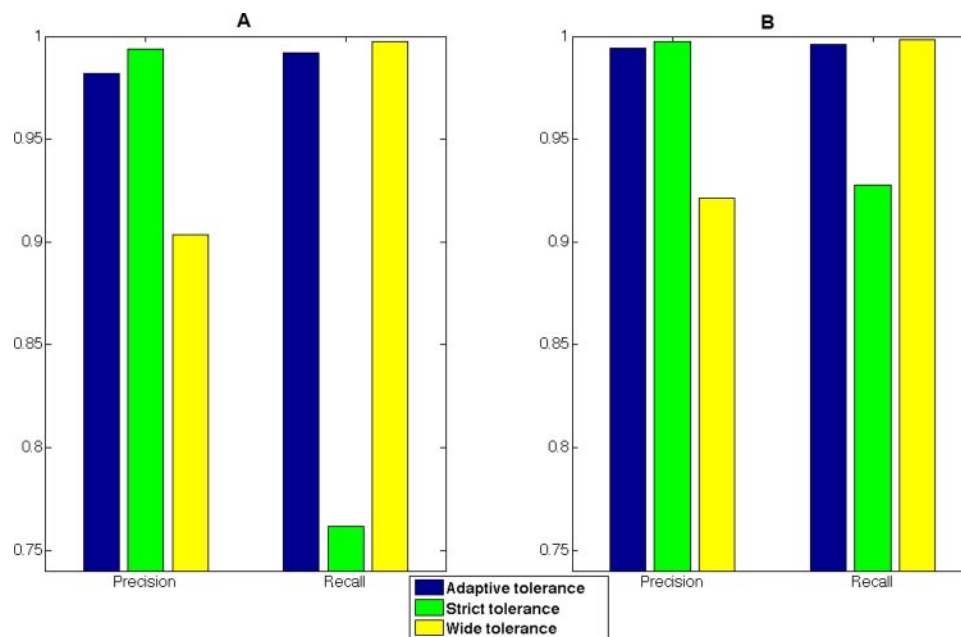 A
1
0.95
0.9
0.85
0.8
0.75
Precision
Recall
B
1
0.95
0.9
0.85
0.8
0.75
Precision
Recall
Adaptive tolerance
Strict tolerance
Wide tolerance